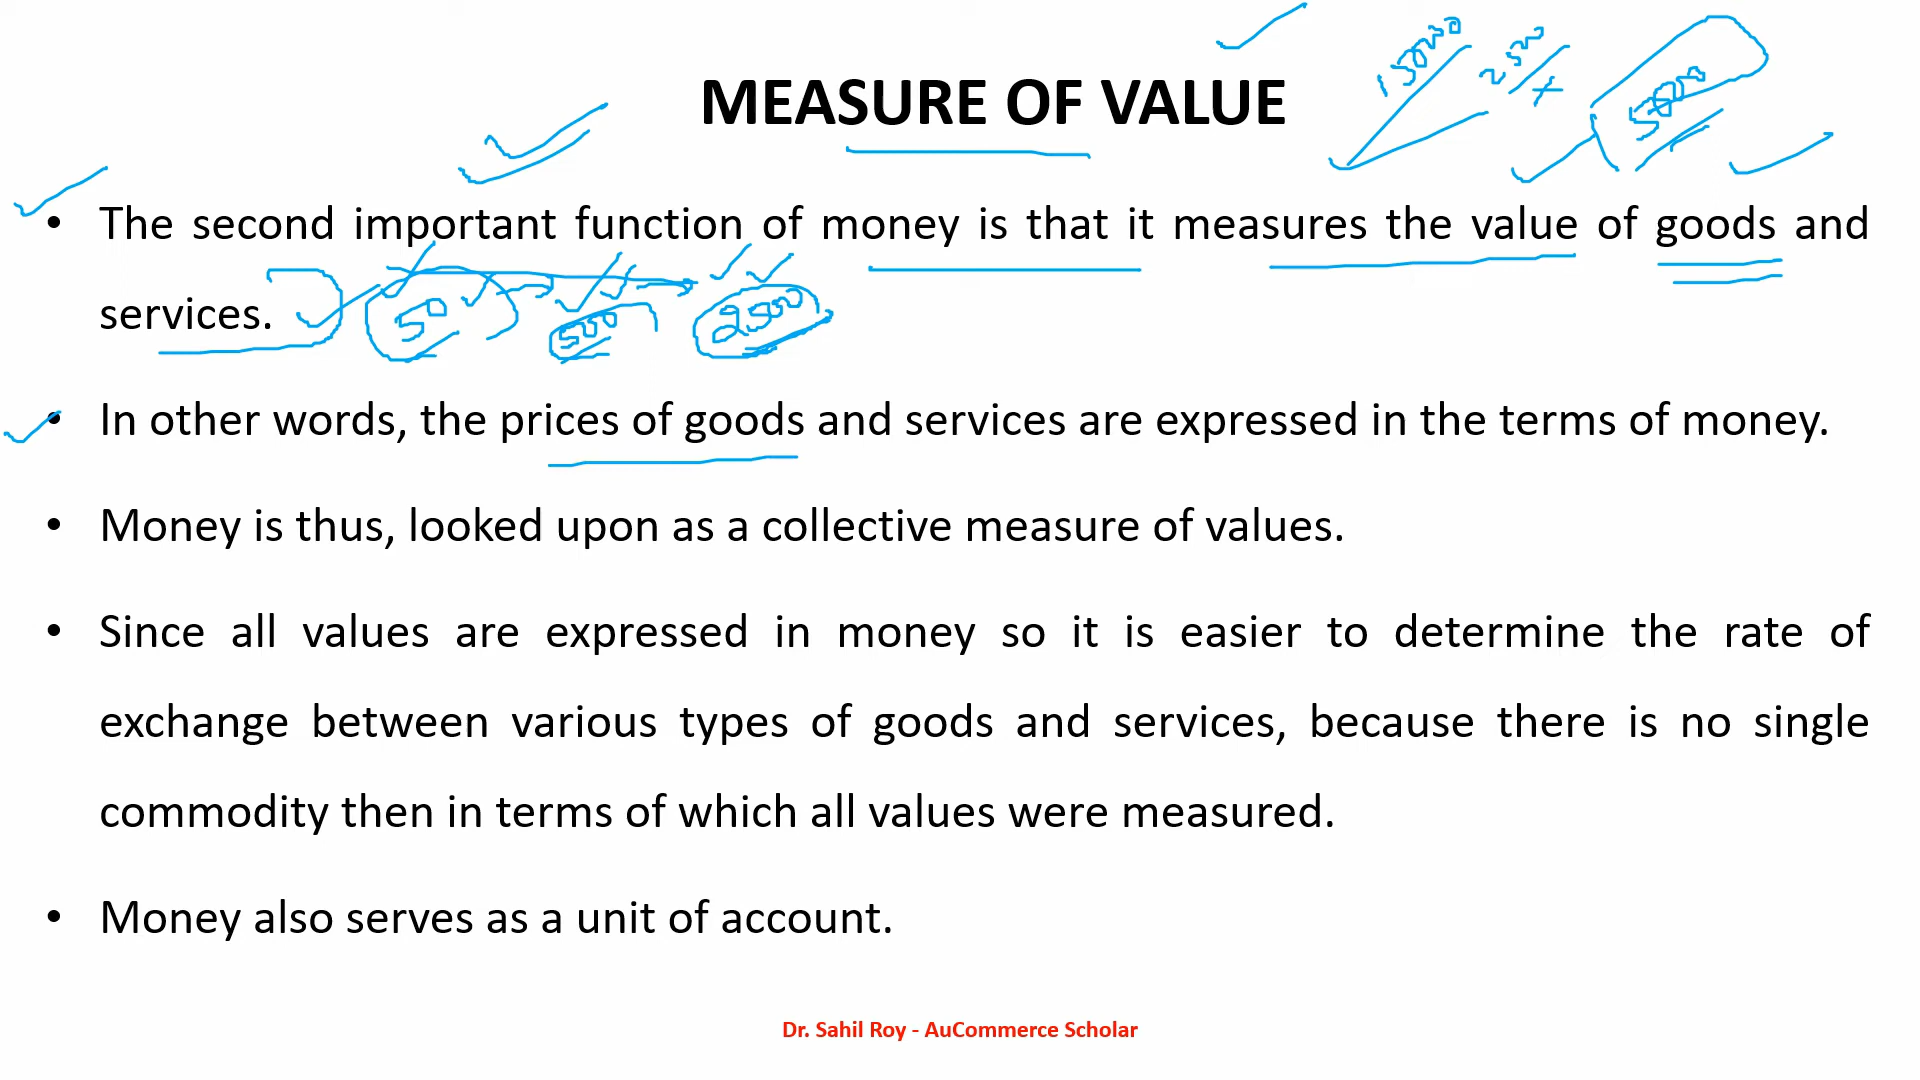 MEASURE OF VALUE
• The second important function of money is that it measures the value of goods and
services.
50
500
2500
• In other words, the prices of goods and services are expressed in the terms of money.
• Money is thus, looked upon as a collective measure of values.
• Since all values are expressed in money so it is easier to determine the rate of
exchange between various types of goods and services, because there is no single
commodity then in terms of which all values were measured.
• Money also serves as a unit of account.
Dr. Sahil Roy - AuCommerce Scholar